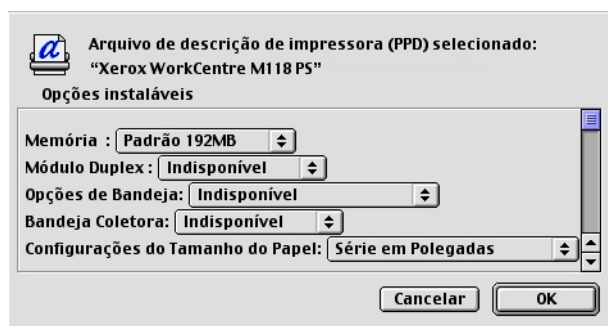 Arquivo de descrição de impressora (PPD) selecionado:
“Xerox WorkCentre M118 PS”
Opções instaláveis
Memória : Padrão 192MB
Módulo Duplex : Indisponível
Opções de Bandeja: Indisponível
Bandeja Coletora: Indisponível
Configurações do Tamanho do Papel: Série em Polegadas
Cancelar OK